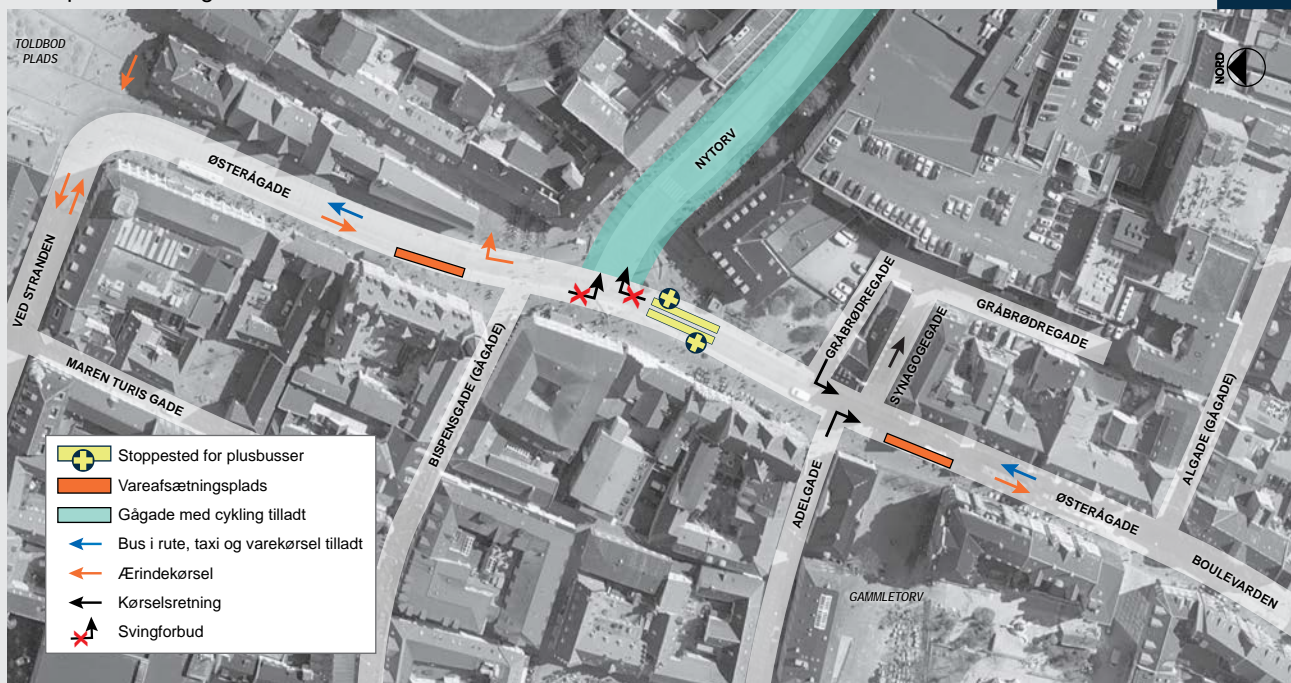 TOLDBOD
PLADS
NORD
ØSTERÅGADE
NYTORV
VED STRANDEN
MAREN TURIS GADE
BISPENSGADE (GÅGADE)
GRÅBRØDREGADE
GRÅBRØDREGADE
SYNAGOGEGADE
ALGADE (GÅGADE)
ADELGADE
ØSTERÅGADE
BOULEVARDEN
GAMMLETORV
Stoppested for plusbusser
Vareafsætningsplads
Gågade med cykling tilladt
Bus i rute, taxi og varekørsel tilladt
Ærindekørsel
Kørselsretning
Svingforbud